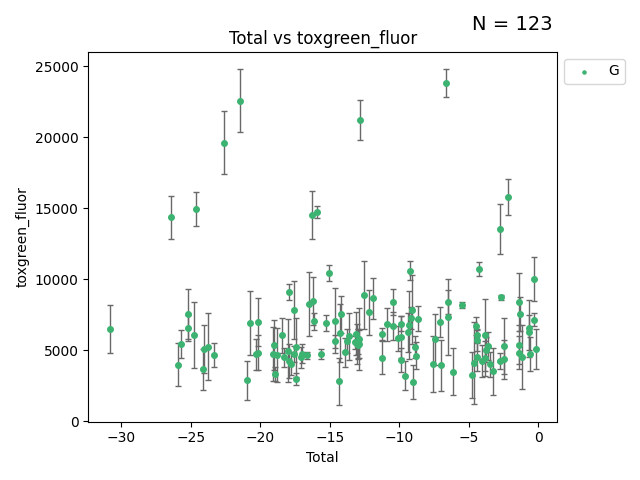 N = 123
Total vs toxgreen_fluor
G
25000
20000
15000
10000
5000
0
toxgreen_fluor
−30 −25 −20 −15 −10 −5 0
Total